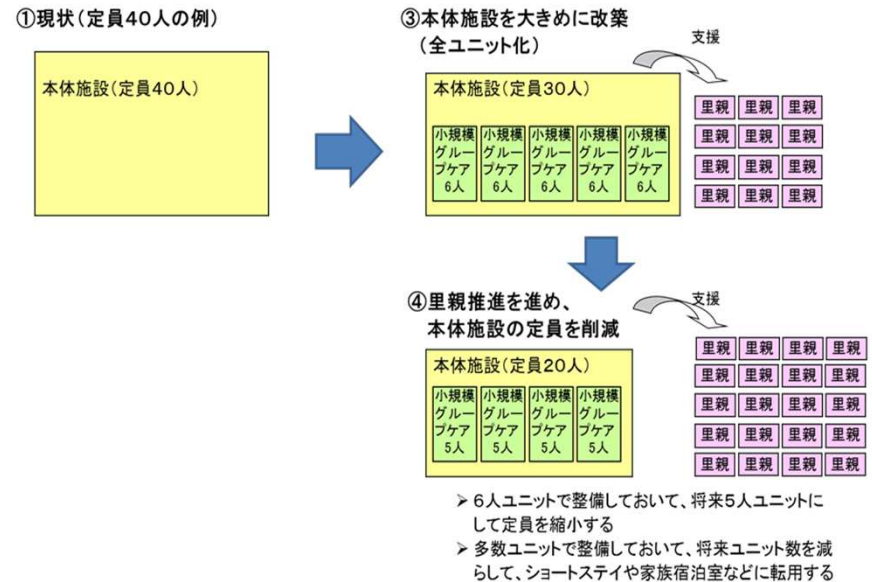 ①現状(定員40人の例)
本体施設(定員40人)
③本体施設を大きめに改築
(全ユニット化)
支援
本体施設(定員30人)
小規模 小規模 小規模 小規模 小規模
グルー グルー グルー グルー グルー
プケア プケア プケア プケア プケア
6人 6人 6人 6人 6人
里親 里親 里親
里親 里親 里親
里親 里親 里親
里親 里親 里親
④里親推進を進め、
本体施設の定員を削減
支援
本体施設(定員20人)
小規模 小規模 小規模 小規模
グルー グルー グルー グルー
プケア プケア プケア プケア
5人 5人 5人 5人
里親 里親 里親 里親
里親 里親 里親 里親
里親 里親 里親 里親
里親 里親 里親 里親
里親 里親 里親 里親
➢ 6人ユニットで整備しておいて、将来5人ユニットに
して定員を縮小する
➢ 多数ユニットで整備しておいて、将来ユニット数を減
らして、ショートステイや家族宿泊室などに転用する